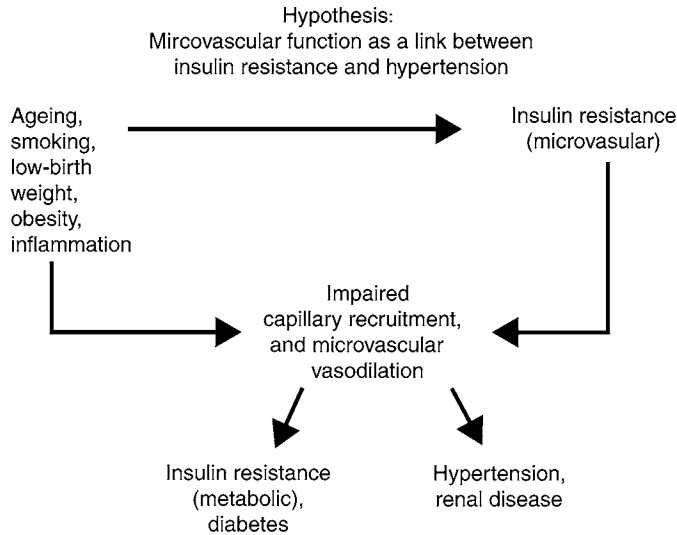 Hypothesis:
Mircovascular function as a link between
insulin resistance and hypertension
Ageing,
smoking,
low-birth
weight,
obesity,
inflammation
Insulin resistance
(microvasular)
Impaired
capillary recruitment,
and microvascular
vasodilation
Insulin resistance
(metabolic),
diabetes
Hypertension,
renal disease